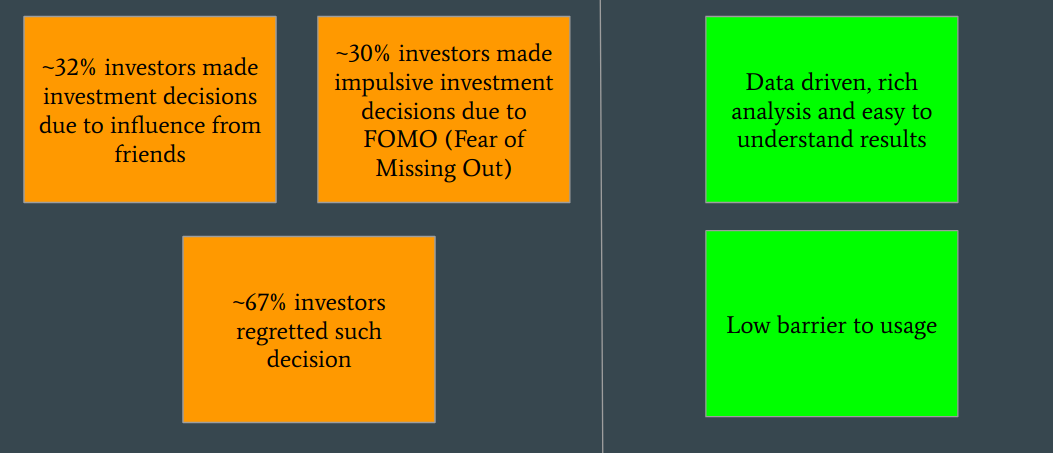 ~32% investors made
investment decisions
due to influence from
friends
~30% investors made
impulsive investment
decisions due to
FOMO (Fear of
Missing Out)
~67% investors
regretted such
decision
Data driven, rich
analysis and easy to
understand results
Low barrier to usage